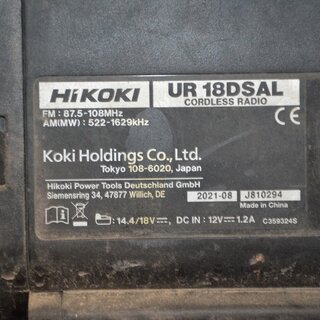 HiKOKI
UR 18DSAL
CORDLESS RADIO
FM : 87.5-108MHz
AM(MW) : 522-1629kHz
CE
Koki Holdings Co., Ltd.
Tokyo 108-6020, Japan
Hikoki Power Tools Deutschland GmbH
Siemensring 34, 47877 Willich, DE
2021-08
J810294
Made in China
: 14.4/18V⎓, DC IN : 12V⎓1.2A
C359324S